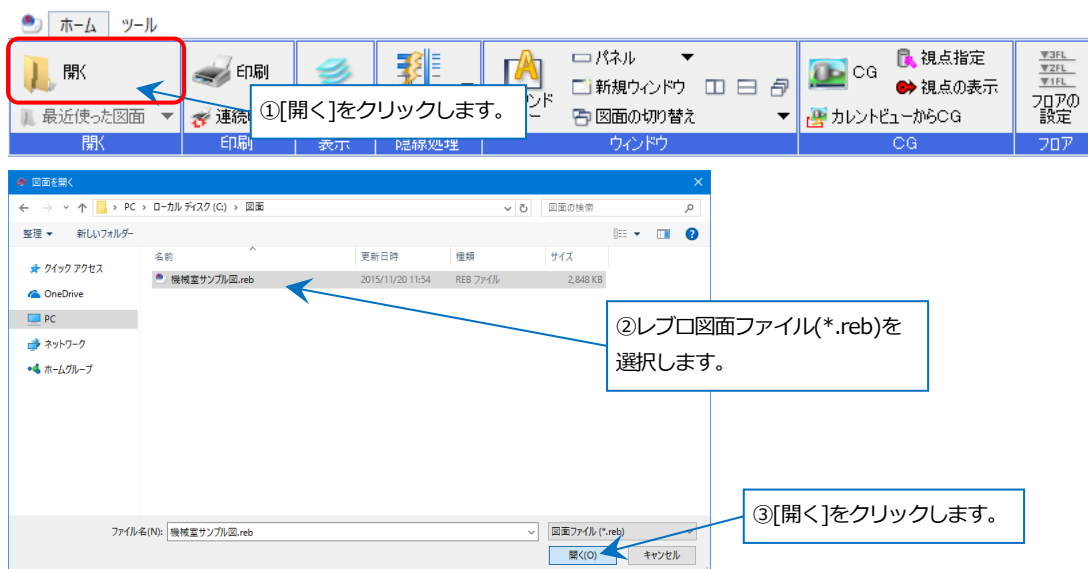 ホーム ツール
開く
最近使った図面
開く
印刷
連続
印刷
表示
隠線処理
パネル
新規ウィンドウ
図面の切り替え
ウィンドウ
CG
視点指定
視点の表示
カレントビューからCG
CG
▼3FL
▼2FL
▼1FL
フロアの
設定
フロア
①[開く]をクリックします。
図面を開く
PC › ローカル ディスク (C:) › 図面
図面の検索
整理 新しいフォルダー
名前 更新日時 種類 サイズ
機械室サンプル図.reb 2015/11/20 11:54 REB ファイル 2,848 KB
クイック アクセス
OneDrive
PC
ネットワーク
ホームグループ
②レブロ図面ファイル(*.reb)を
選択します。
③[開く]をクリックします。
ファイル名(N): 機械室サンプル図.reb 図面ファイル (*.reb)
開く(O) キャンセル